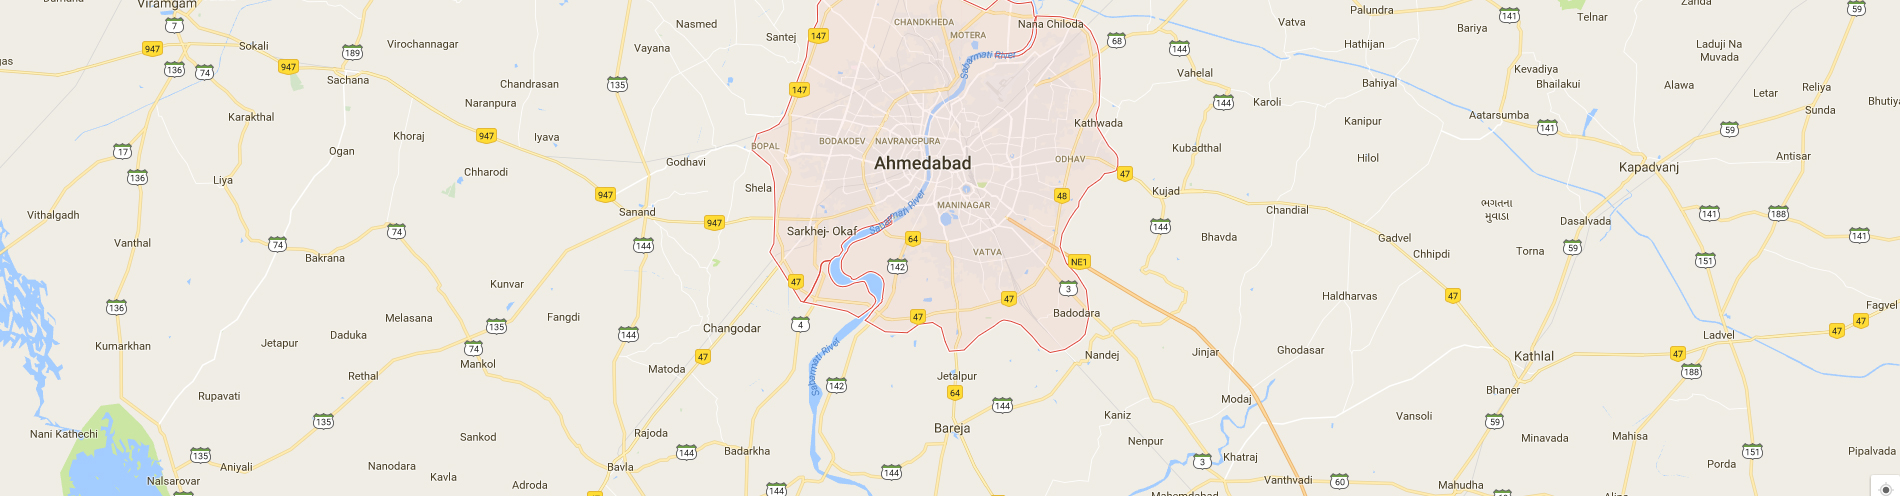 Viramgam
Nasmed
CHANDKHEDA
Nana Chiloda
Vatva
Palundra
Zanda
7
141
59
Telnar
Bariya
Santej
147
MOTERA
68
144
Hathijan
Laduji Na
Muvada
947
Sokali
189
Virochannagar
Vayana
Sabarmati River
136
74
947
Sachana
Chandrasan
135
Vahelal
Kevadiya
Bhailakui
Bahiyal
Alawa
Letar
Reliya
Naranpura
147
144
Karoli
Sunda
Bhutiya
Karakthal
Kathwada
Kanipur
Aatarsumba
141
59
Khoraj
947
Iyava
BODAKDEV
NAVRANGPURA
BOPAL
17
Ogan
Godhavi
Ahmedabad
ODHAV
Kubadthal
Hilol
Kapadvanj
Antisar
136
Liya
Chharodi
47
Shela
947
48
Kujad
Vithalgadh
Sanand
947
Sabarmati River
MANINAGAR
144
Chandial
ભગતના
મુવાડા
Dasalvada
141
188
Vanthal
74
74
Sarkhej- Okaf
64
Bhavda
Gadvel
141
Bakrana
144
VATVA
Chhipdi
Torna
59
151
142
NE1
Kunvar
47
3
Haldharvas
47
136
Fangdi
47
47
Badodara
Fagvel
47
47
Melasana
135
Changodar
4
Daduka
144
Ladvel
Kumarkhan
Jetapur
74
Mankol
47
Nandej
Jinjar
Ghodasar
Kathlal
47
Sabarmati River
Matoda
Jetalpur
188
Rethal
142
64
Bhaner
Rupavati
144
Modaj
135
Kaniz
Vansoli
59
Nani Kathechi
Sankod
Rajoda
Bareja
Nenpur
Minavada
Mahisa
135
Aniyali
Nanodara
Bavla
144
Badarkha
144
3
Khatraj
151
Pipalvada
Porda
Nalsarovar
Kavla
Adroda
144
Vanthvadi
60
Mahudha